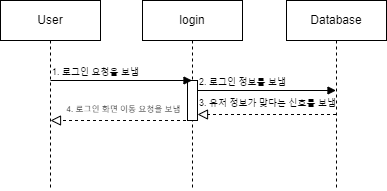 User
login
Database
1. 로그인 요청을 보냄
2. 로그인 정보를 보냄
3. 유저 정보가 맞다는 신호를 보냄
4. 로그인 화면 이동 요청을 보냄